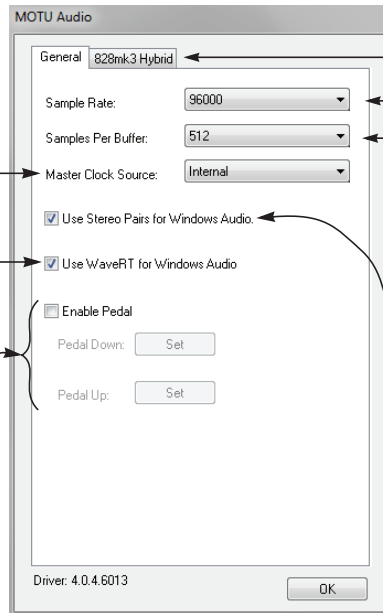 MOTU Audio
General 828mk3 Hybrid
Sample Rate: 96000
Samples Per Buffer: 512
Master Clock Source: Internal
Use Stereo Pairs for Windows Audio.
Use WaveRT for Windows Audio
Enable Pedal
Pedal Down: Set
Pedal Up: Set
Driver: 4.0.4.6013 OK